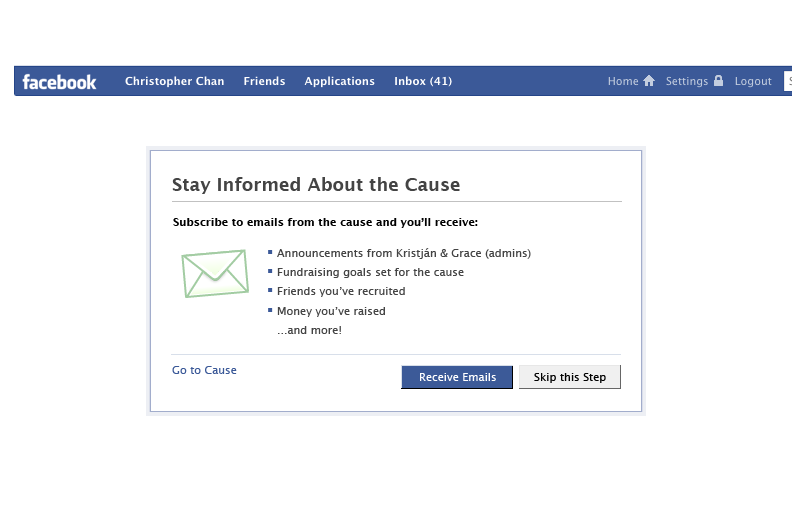 facebook Christopher Chan Friends Applications Inbox (41) Home Settings Logout S
Stay Informed About the Cause
Subscribe to emails from the cause and you'll receive:
Announcements from Kristján & Grace (admins)
Fundraising goals set for the cause
Friends you've recruited
Money you've raised
...and more!
Go to Cause Receive Emails Skip this Step